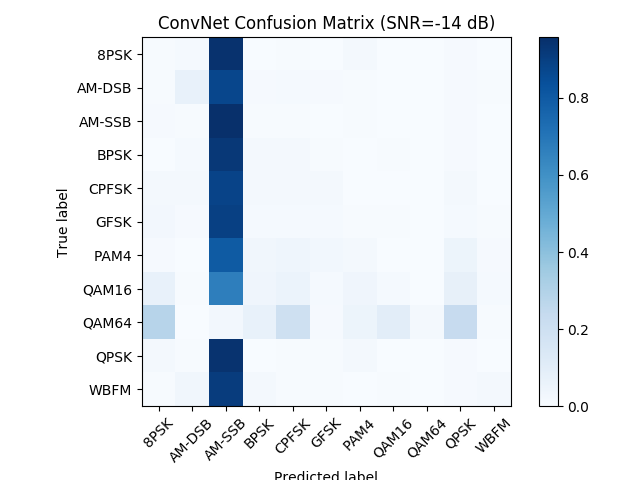 ConvNet Confusion Matrix (SNR=-14 dB)
True label
8PSK
AM-DSB
AM-SSB
BPSK
CPFSK
GFSK
PAM4
QAM16
QAM64
QPSK
WBFM
8PSK
AM-DSB
AM-SSB
BPSK
CPFSK
GFSK
PAM4
QAM16
QAM64
QPSK
WBFM
Predicted label
0.8
0.6
0.4
0.2
0.0